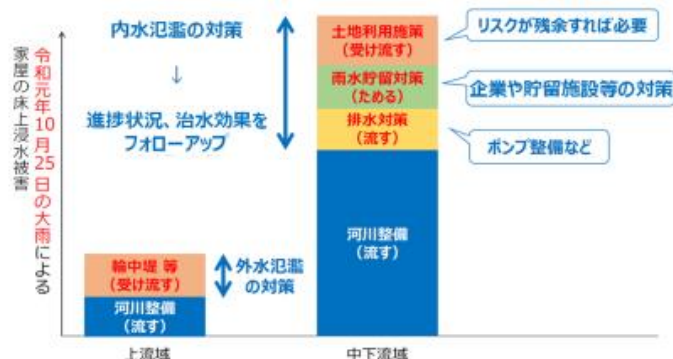 令和元年10月25日の大雨による
家屋の床上浸水被害
内水氾濫の対策
↓
進捗状況、治水効果を
フォローアップ
土地利用施策
(受け流す)
リスクが残余すれば必要
雨水貯留対策
(ためる)
企業や貯留施設等の対策
排水対策
(流す)
ポンプ整備など
河川整備
(流す)
輪中堤 等
(受け流す)
外水氾濫
の対策
河川整備
(流す)
上流域
中下流域